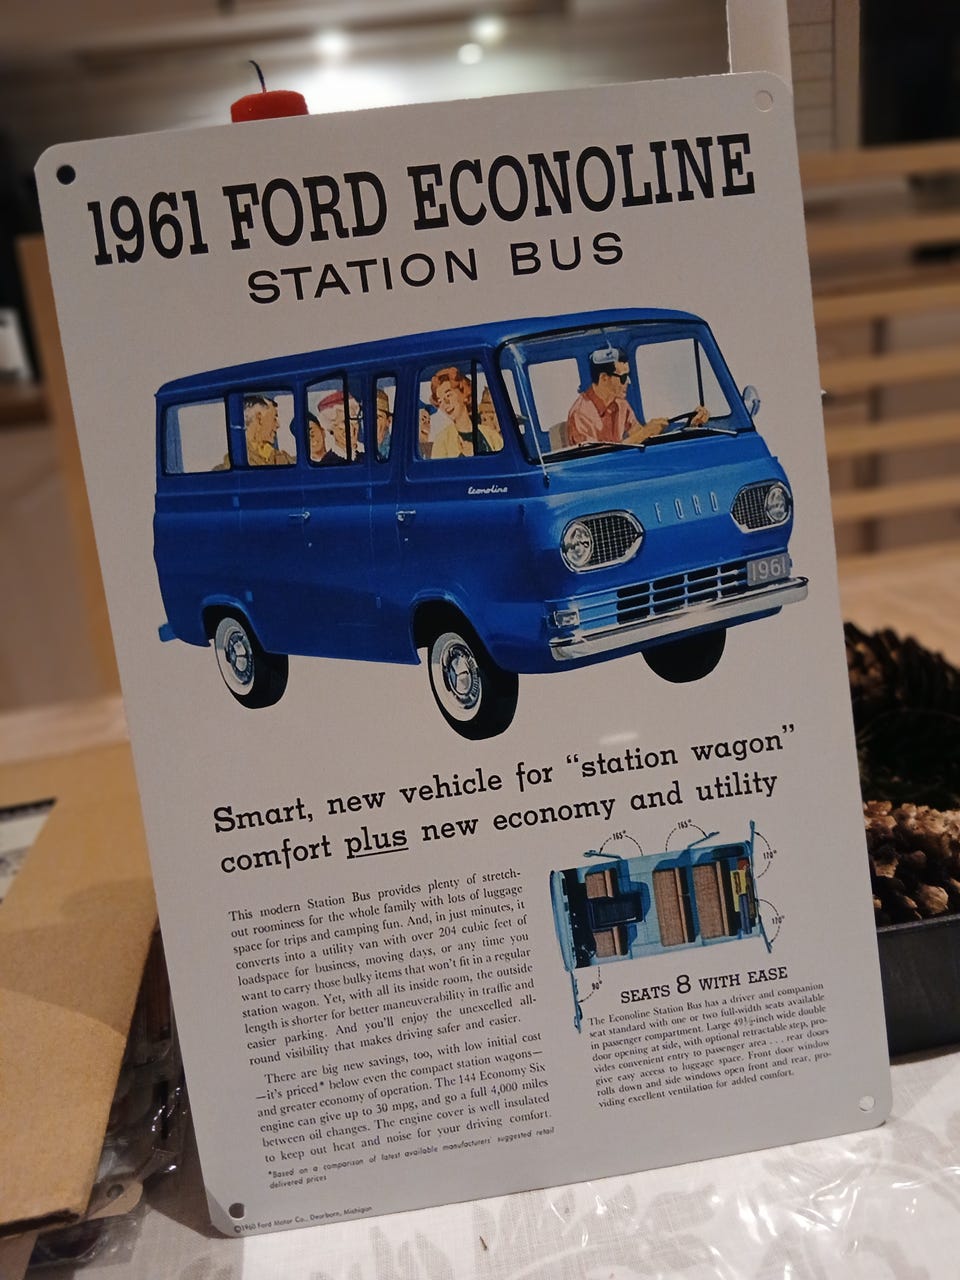 1961 FORD ECONOLINE
STATION BUS
Econoline
FORD
1961
Smart, new vehicle for “station wagon”
comfort plus new economy and utility
This modern Station Bus provides plenty of stretch-
out roominess for the whole family with lots of luggage
space for trips and camping fun. And, in just minutes, it
converts into a utility van with over 204 cubic feet of
loadspace for business, moving days, or any time you
want to carry those bulky items that won't fit in a regular
station wagon. Yet, with all its inside room, the outside
length is shorter for better maneuverability in traffic and
easier parking. And you'll enjoy the unexcelled all-
round visibility that makes driving safer and easier.
There are big new savings, too, with low initial cost
—it's priced* below even the compact station wagons—
and greater economy of operation. The 144 Economy Six
engine can give up to 30 mpg, and go a full 4,000 miles
between oil changes. The engine cover is well insulated
to keep out heat and noise for your driving comfort.
*Based on a comparison of latest available manufacturers' suggested retail
delivered prices
165°
165°
110°
170°
90°
SEATS 8 WITH EASE
The Econoline Station Bus has a driver and companion
seat standard with one or two full-width seats available
in passenger compartment. Large 49½-inch wide double
door opening at side, with optional retractable step, pro-
vides convenient entry to passenger area . . . rear doors
give easy access to luggage space. Front door window
rolls down and side windows open front and rear, pro-
viding excellent ventilation for added comfort.
©1960 Ford Motor Co., Dearborn, Michigan